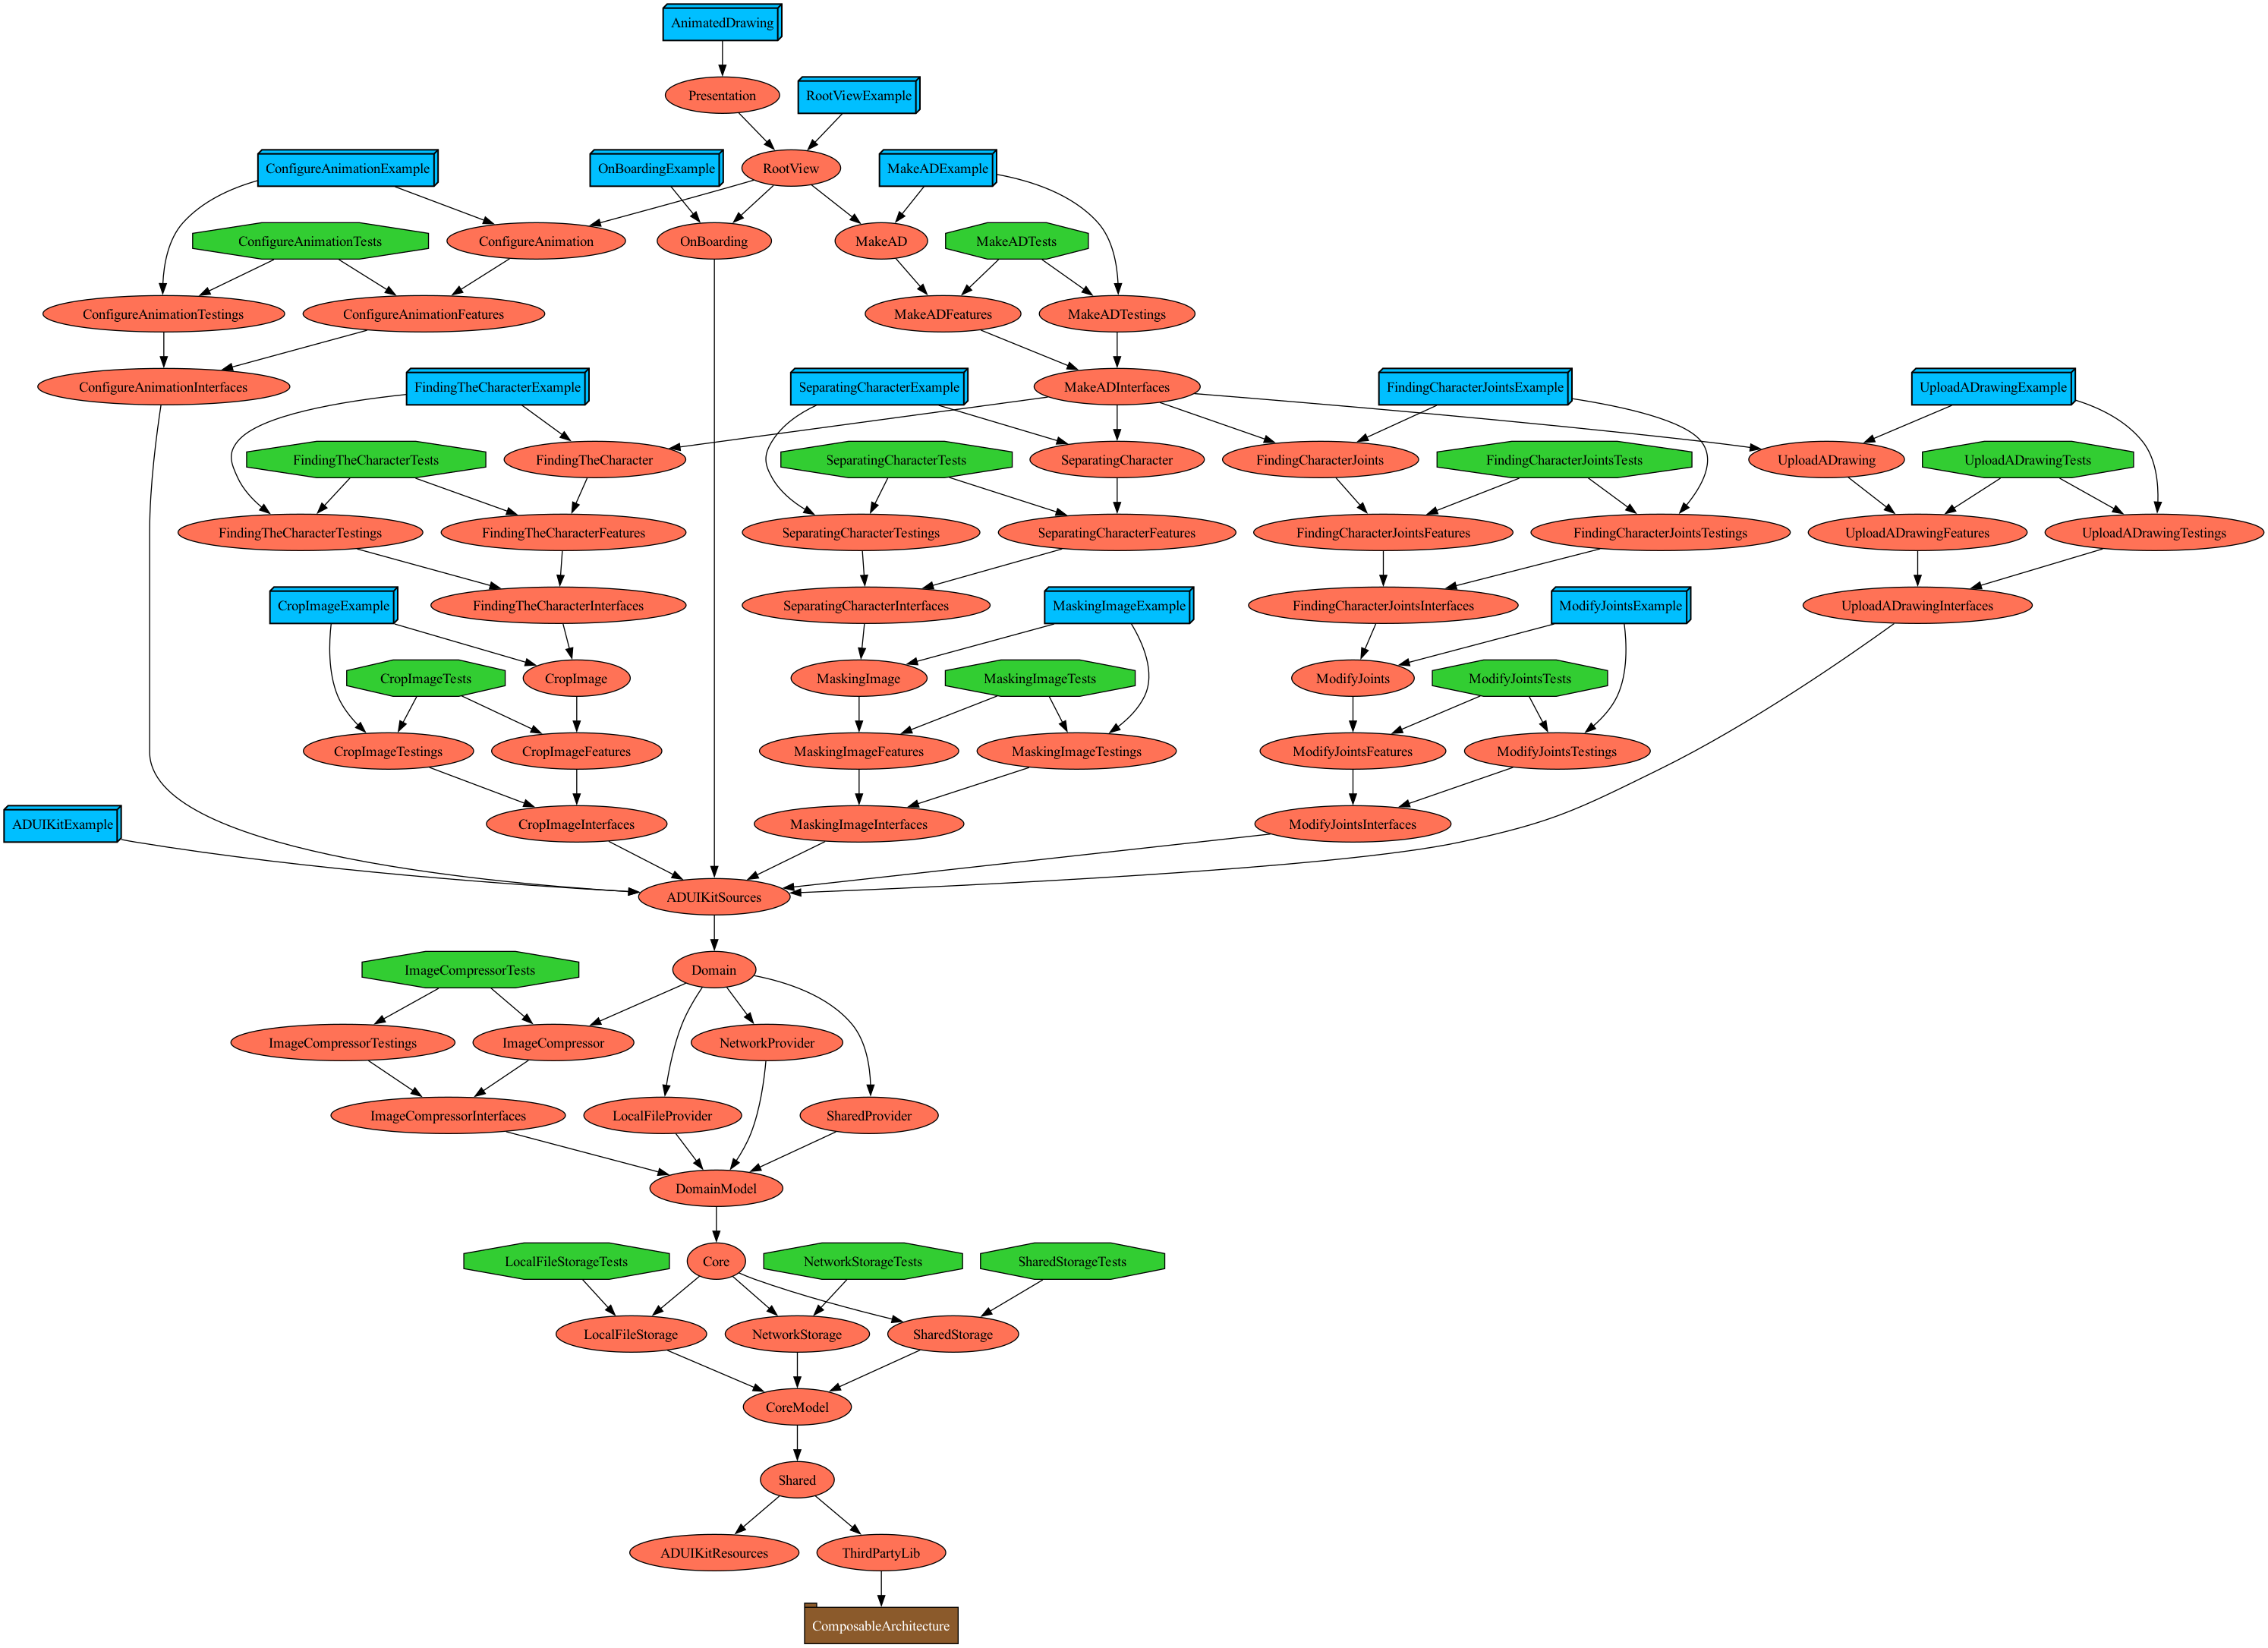 AnimatedDrawing
Presentation
RootViewExample
ConfigureAnimationExample
OnBoardingExample
RootView
MakeADExample
ConfigureAnimationTests
ConfigureAnimation
OnBoarding
MakeAD
MakeADTests
ConfigureAnimationTestings
ConfigureAnimationFeatures
MakeADFeatures
MakeADTestings
ConfigureAnimationInterfaces
FindingTheCharacterExample
SeparatingCharacterExample
MakeADInterfaces
FindingCharacterJointsExample
UploadADrawingExample
FindingTheCharacterTests
FindingTheCharacter
SeparatingCharacterTests
SeparatingCharacter
FindingCharacterJoints
FindingCharacterJointsTests
UploadADrawing
UploadADrawingTests
FindingTheCharacterTestings
FindingTheCharacterFeatures
SeparatingCharacterTestings
SeparatingCharacterFeatures
FindingCharacterJointsFeatures
FindingCharacterJointsTestings
UploadADrawingFeatures
UploadADrawingTestings
CropImageExample
FindingTheCharacterInterfaces
SeparatingCharacterInterfaces
MaskingImageExample
FindingCharacterJointsInterfaces
ModifyJointsExample
UploadADrawingInterfaces
CropImageTests
CropImage
MaskingImage
MaskingImageTests
ModifyJoints
ModifyJointsTests
CropImageTestings
CropImageFeatures
MaskingImageFeatures
MaskingImageTestings
ModifyJointsFeatures
ModifyJointsTestings
ADUIKitExample
CropImageInterfaces
MaskingImageInterfaces
ModifyJointsInterfaces
ADUIKitSources
ImageCompressorTests
Domain
ImageCompressorTestings
ImageCompressor
NetworkProvider
ImageCompressorInterfaces
LocalFileProvider
SharedProvider
DomainModel
LocalFileStorageTests
Core
NetworkStorageTests
SharedStorageTests
LocalFileStorage
NetworkStorage
SharedStorage
CoreModel
Shared
ADUIKitResources
ThirdPartyLib
ComposableArchitecture